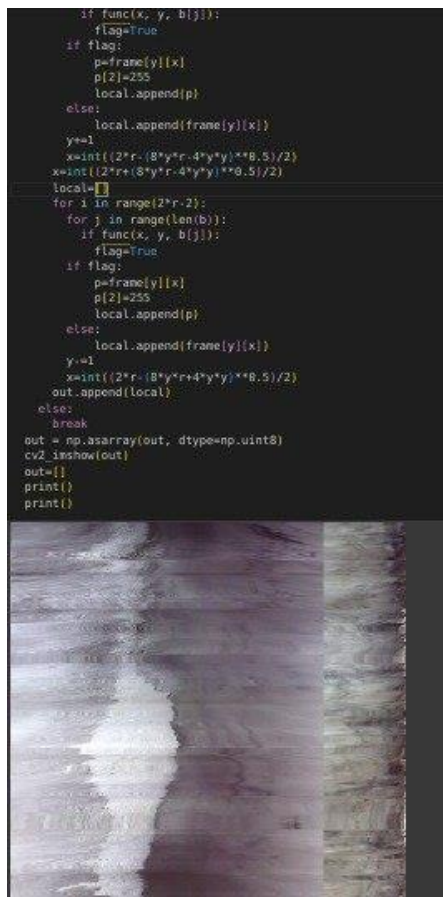 if func(x, y, b[j]):
flag=True
if flag:
p=frame[y][x]
p[2]=255
local.append(p)
else:
local.append(frame[y][x])
y+=1
x=int((2*r-(8*y*r-4*y*y)**0.5)/2)
x=int((2*r+(8*y*r-4*y*y)**0.5)/2)
local=[]
for i in range(2*r-2):
for j in range(len(b)):
if func(x, y, b[j]):
flag=True
if flag:
p=frame[y][x]
p[2]=255
local.append(p)
else:
local.append(frame[y][x])
y-=1
x=int((2*r-(8*y*r+4*y*y)**0.5)/2)
out.append(local)
else:
break
out = np.asarray(out, dtype=np.uint8)
cv2_imshow(out)
out=[]
print()
print()